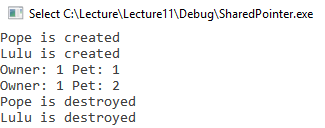 Select C:\Lecture\Lecture11\Debug\SharedPointer.exe
Pope is created
Lulu is created
Owner: 1 Pet: 1
Owner: 1 Pet: 2
Pope is destroyed
Lulu is destroyed